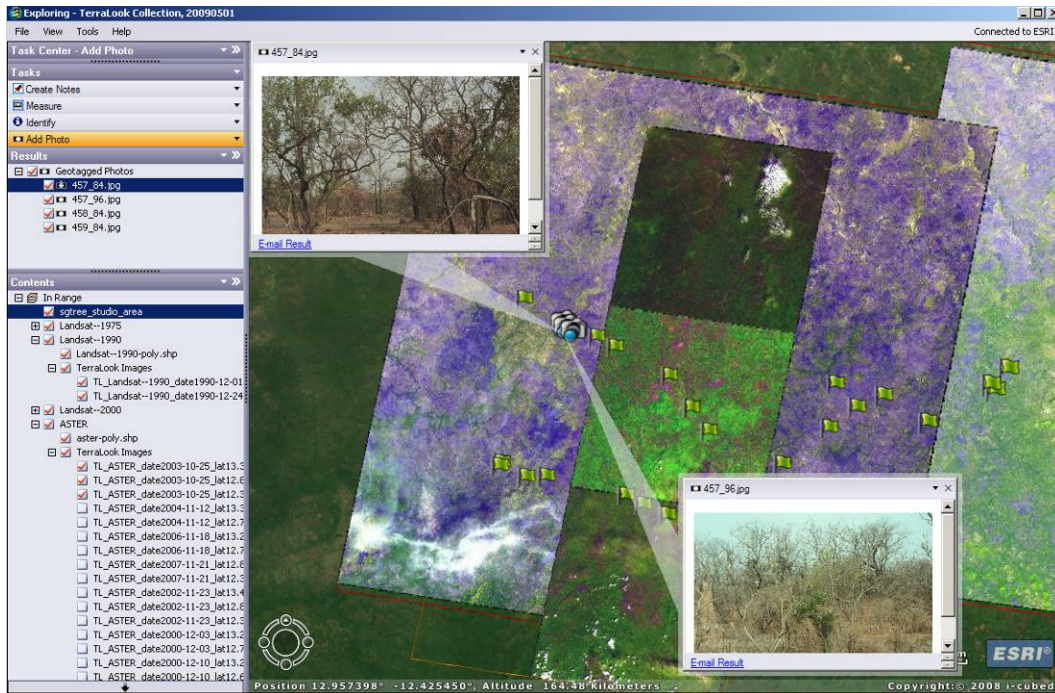 Exploring - TerraLook Collection, 20090501
File View Tools Help
Connected to ESRI
Task Center - Add Photo
Tasks
Create Notes
Measure
Identify
Add Photo
Results
Geotagged Photos
457_84.jpg
457_96.jpg
458_84.jpg
459_84.jpg
Contents
In Range
sgtree_studio_area
Landsat--1975
Landsat--1990
Landsat--1990-poly.shp
TerraLook Images
TL_Landsat--1990_date1990-12-01
TL_Landsat--1990_date1990-12-24
Landsat--2000
ASTER
aster-poly.shp
TerraLook Images
TL_ASTER_date2003-10-25_lat13.3
TL_ASTER_date2003-10-25_lat12.8
TL_ASTER_date2003-10-25_lat12.3
TL_ASTER_date2004-11-12_lat13.3
TL_ASTER_date2004-11-12_lat12.7
TL_ASTER_date2006-11-18_lat13.2
TL_ASTER_date2006-11-18_lat12.7
TL_ASTER_date2007-11-21_lat12.8
TL_ASTER_date2007-11-21_lat12.3
TL_ASTER_date2002-11-23_lat13.4
TL_ASTER_date2002-11-23_lat12.8
TL_ASTER_date2002-11-23_lat12.3
TL_ASTER_date2000-12-03_lat13.2
TL_ASTER_date2000-12-03_lat12.7
TL_ASTER_date2000-12-10_lat13.2
TL_ASTER_date2000-12-10_lat12.6
457_84.jpg
E-mail Result
457_96.jpg
E-mail Result
ESRI®
Position 12.957398° -12.425450°, Altitude 164.48 Kilometers
Copyright:© 2008 i-cubed